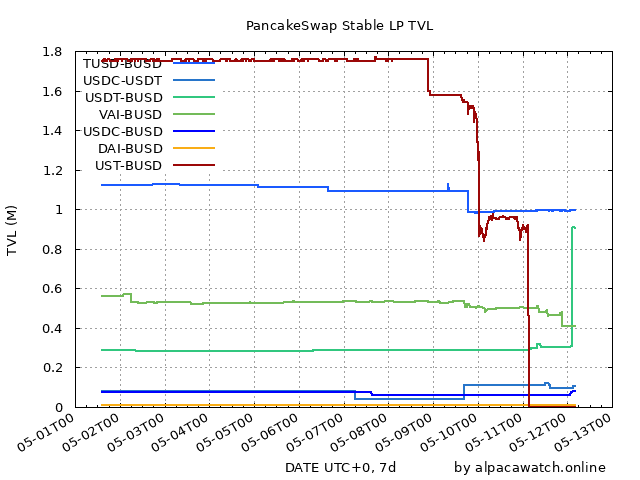 PancakeSwap Stable LP TVL
TVL (M)
1.8
1.6
1.4
1.2
1
0.8
0.6
0.4
0.2
0
TUSD-BUSD
USDC-USDT
USDT-BUSD
VAI-BUSD
USDC-BUSD
DAI-BUSD
UST-BUSD
05-01T00
05-02T00
05-03T00
05-04T00
05-05T00
05-06T00
05-07T00
05-08T00
05-09T00
05-10T00
05-11T00
05-12T00
05-13T00
DATE UTC+0, 7d
by alpacawatch.online